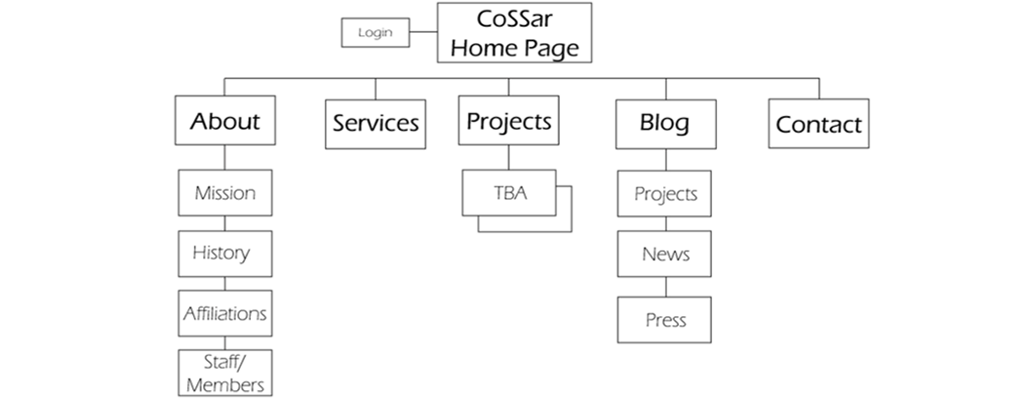 CoSSar
Home Page
Login
About
Services
Projects
Blog
Contact
Mission
TBA
Projects
History
News
Affiliations
Press
Staff/
Members